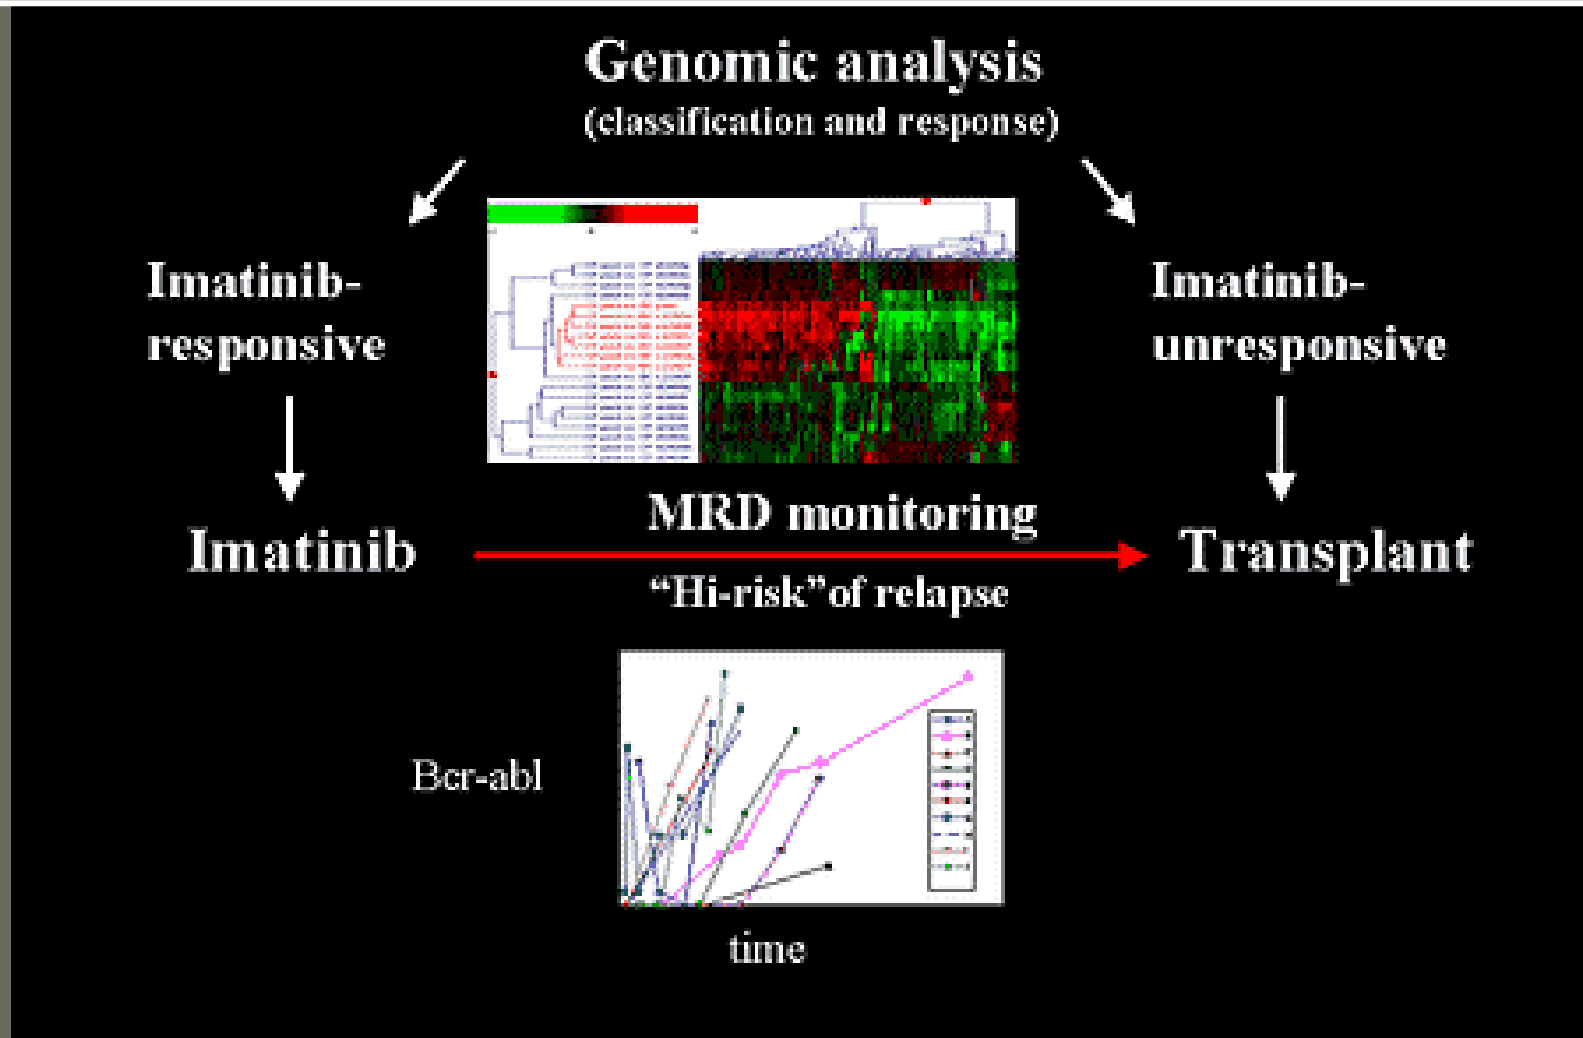 Genomic analysis
(classification and response)
Imatinib-
responsive
Imatinib-
unresponsive
MRD monitoring
Imatinib
Transplant
“Hi-risk”of relapse
Bcr-abl
time